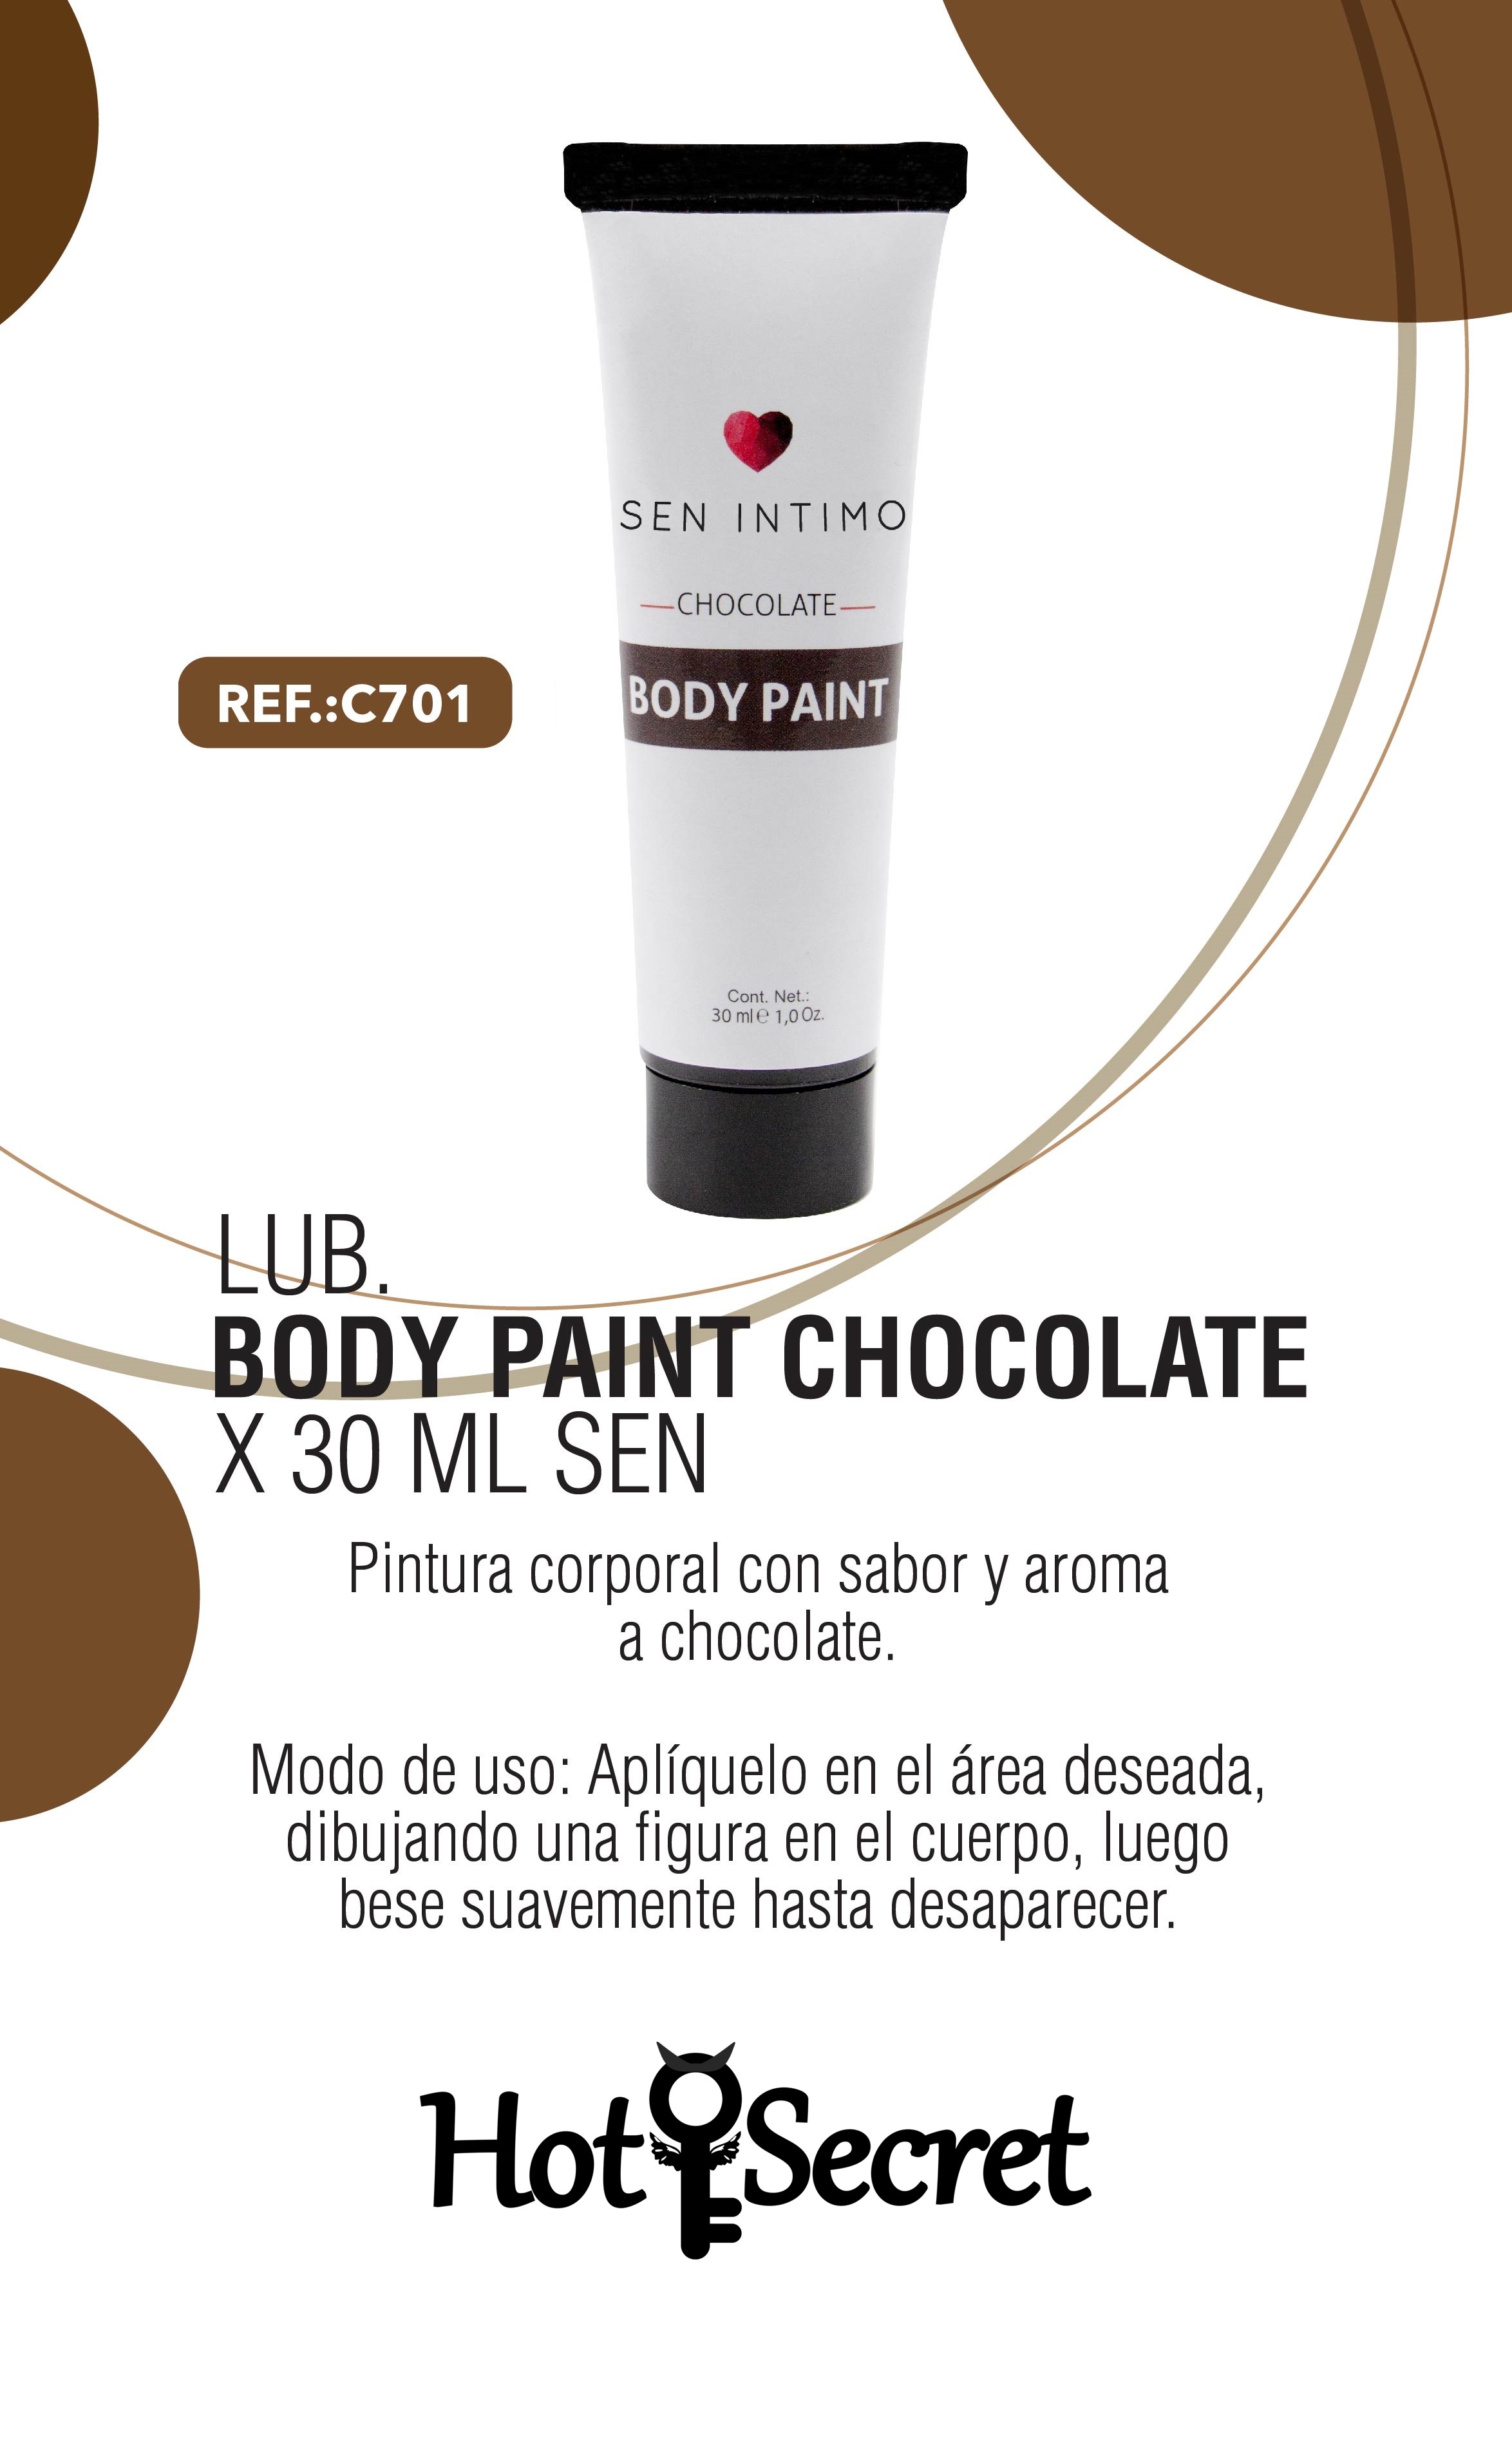 SEN INTIMO
CHOCOLATE
BODY PAINT
REF.:C701
Cont. Net.:
30 ml e 1,0 Oz.
LUB.
BODY PAINT CHOCOLATE
X 30 ML SEN
Pintura corporal con sabor y aroma
a chocolate.
Modo de uso: Aplíquelo en el área deseada,
dibujando una figura en el cuerpo, luego
bese suavemente hasta desaparecer.
Hot Secret